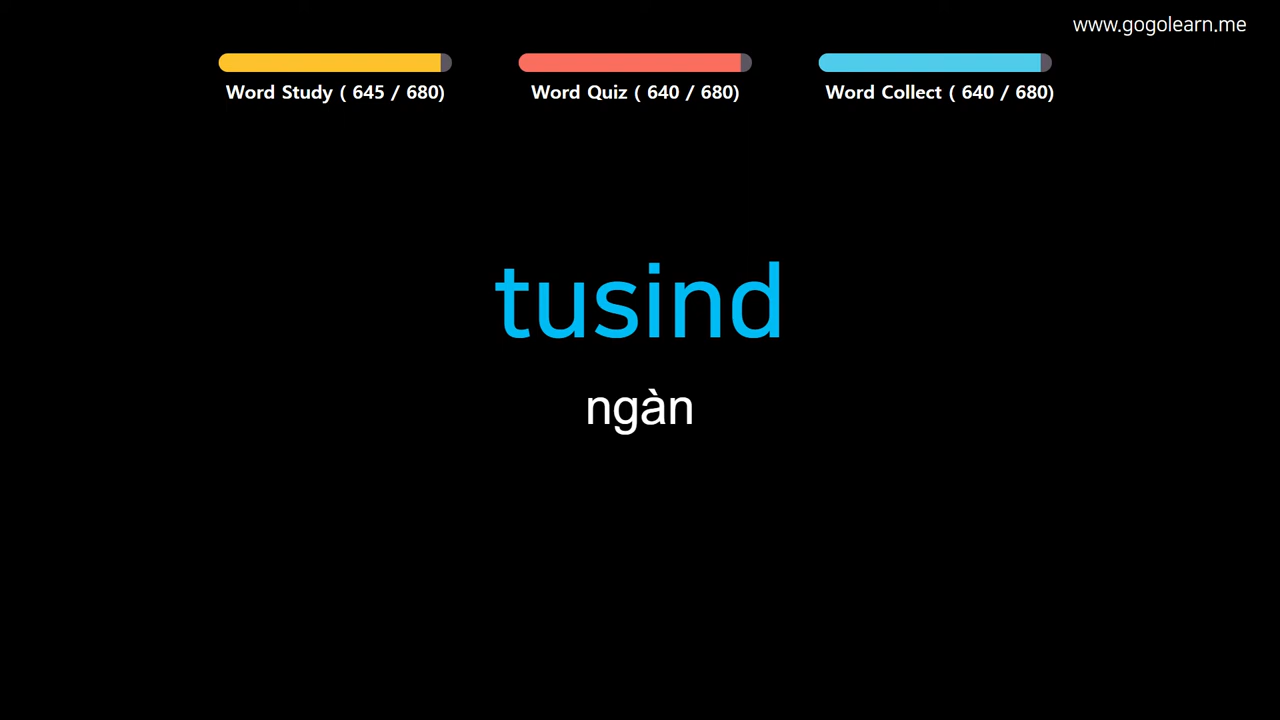 www.gogolearn.me
Word Study ( 645 / 680)
Word Quiz ( 640 / 680)
Word Collect ( 640 / 680)
tusind
ngàn